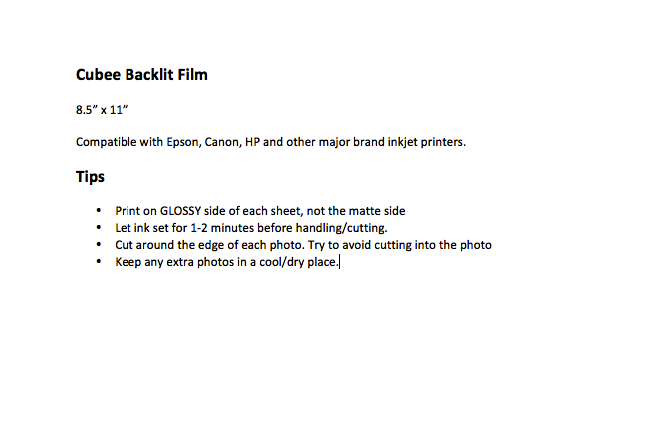 Cubee Backlit Film
8.5” x 11”
Compatible with Epson, Canon, HP and other major brand inkjet printers.
Tips
• Print on GLOSSY side of each sheet, not the matte side
• Let ink set for 1-2 minutes before handling/cutting.
• Cut around the edge of each photo. Try to avoid cutting into the photo
• Keep any extra photos in a cool/dry place.